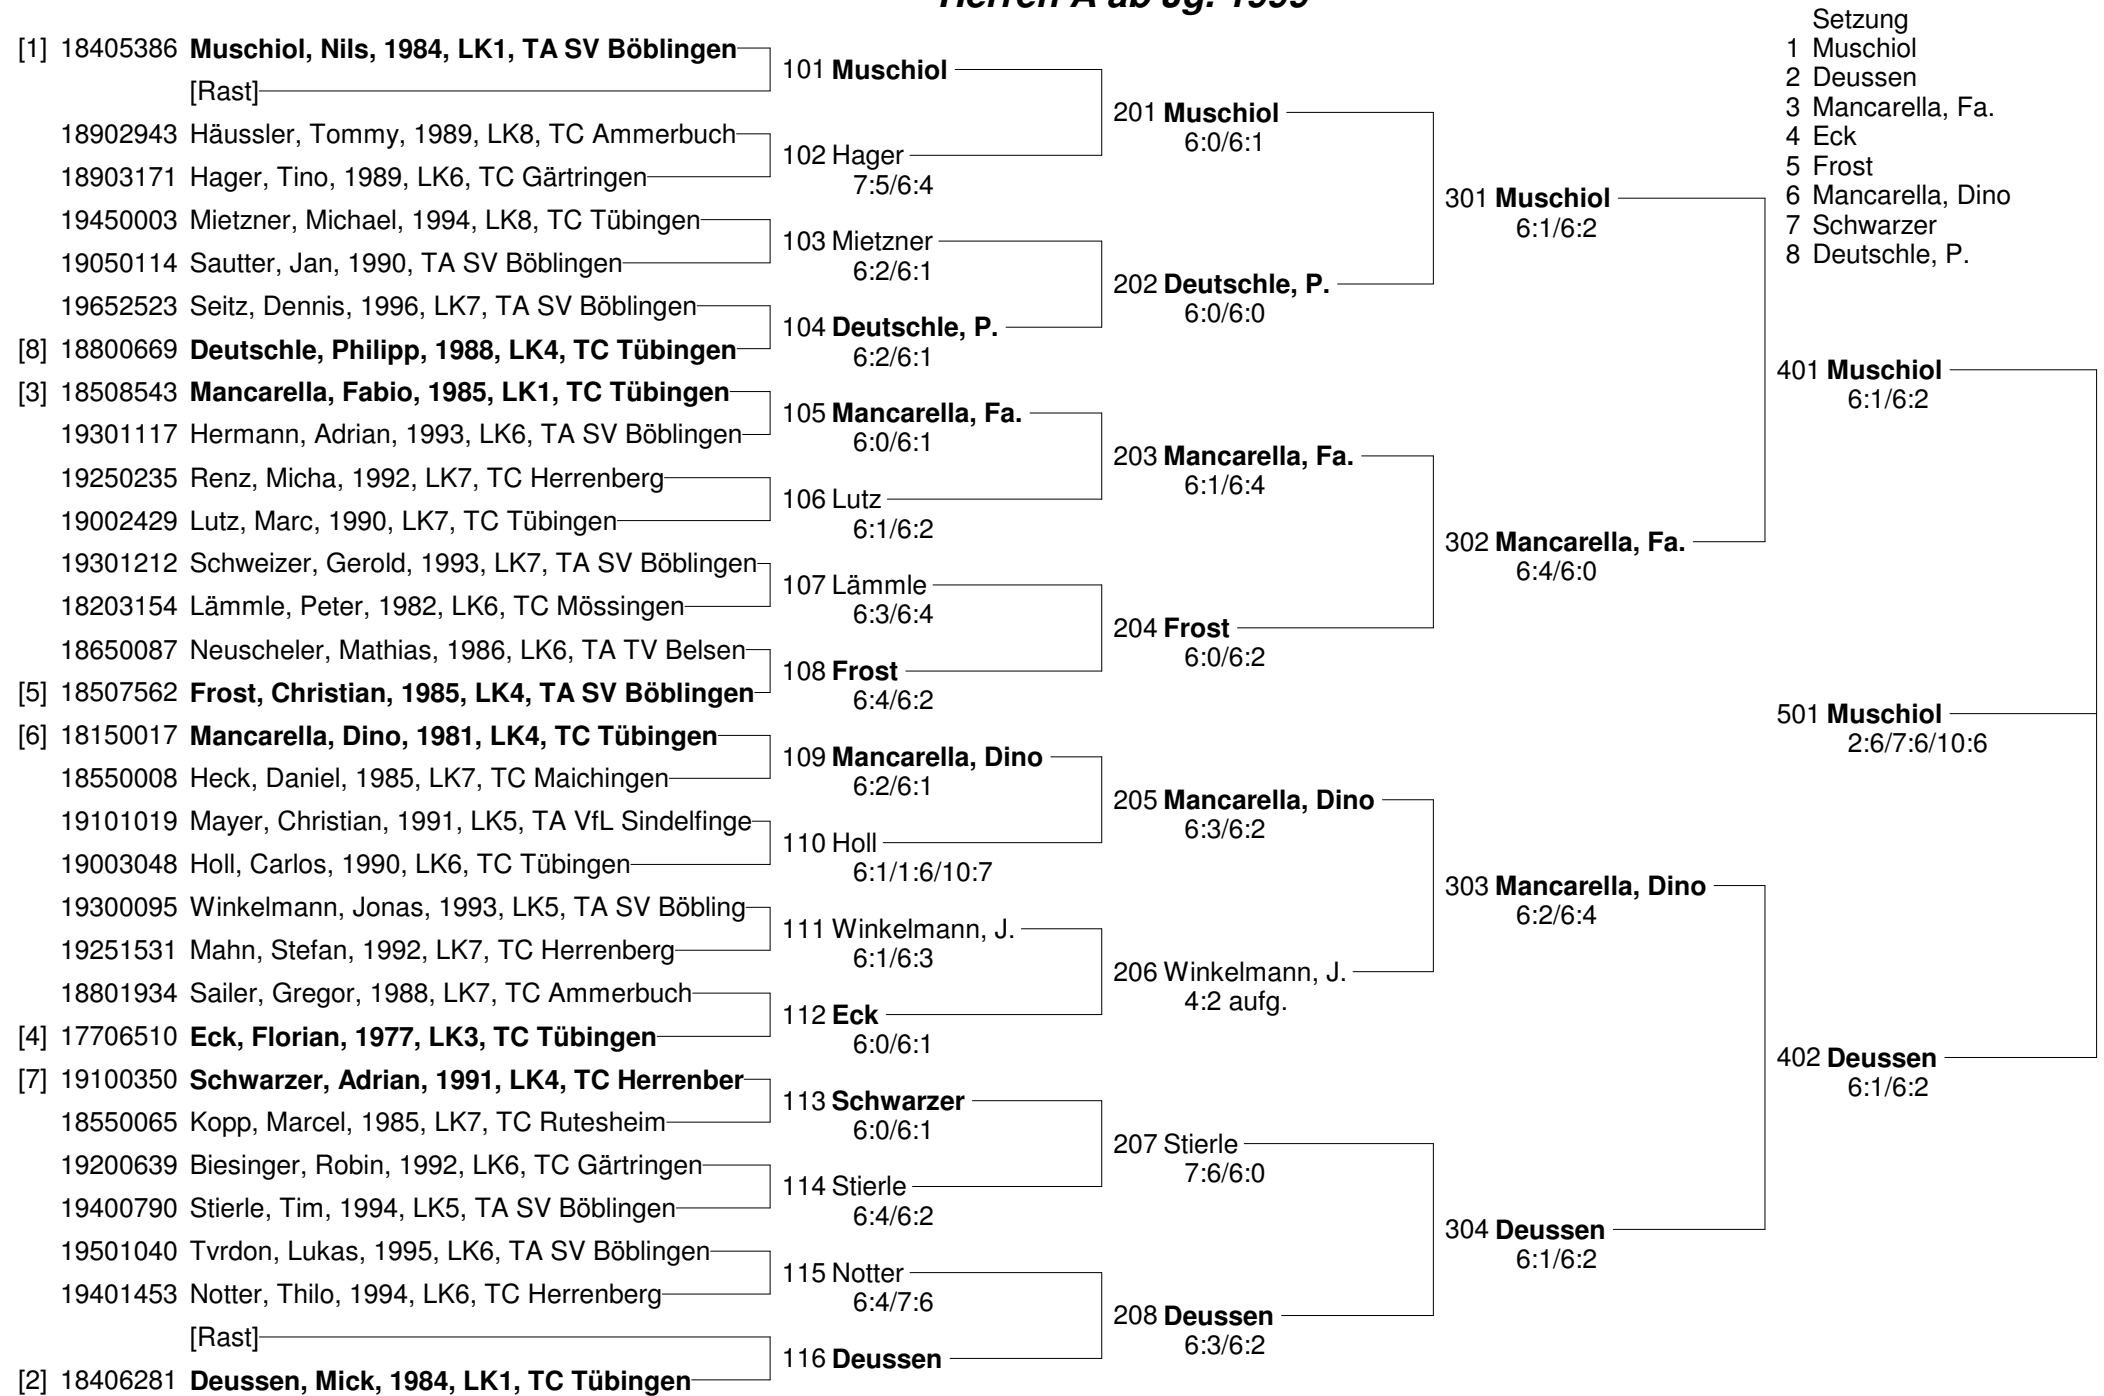 Herren A ab Jg. 1999
[1] 18405386 Muschiol, Nils, 1984, LK1, TA SV Böblingen
[Rast]
18902943 Häussler, Tommy, 1989, LK8, TC Ammerbuch
18903171 Hager, Tino, 1989, LK6, TC Gärtringen
19450003 Mietzner, Michael, 1994, LK8, TC Tübingen
19050114 Sautter, Jan, 1990, TA SV Böblingen
19652523 Seitz, Dennis, 1996, LK7, TA SV Böblingen
[8] 18800669 Deutschle, Philipp, 1988, LK4, TC Tübingen
[3] 18508543 Mancarella, Fabio, 1985, LK1, TC Tübingen
19301117 Hermann, Adrian, 1993, LK6, TA SV Böblingen
19250235 Renz, Micha, 1992, LK7, TC Herrenberg
19002429 Lutz, Marc, 1990, LK7, TC Tübingen
19301212 Schweizer, Gerold, 1993, LK7, TA SV Böblingen
18203154 Lämmle, Peter, 1982, LK6, TC Mössingen
18650087 Neuscheler, Mathias, 1986, LK6, TA TV Belsen
[5] 18507562 Frost, Christian, 1985, LK4, TA SV Böblingen
[6] 18150017 Mancarella, Dino, 1981, LK4, TC Tübingen
18550008 Heck, Daniel, 1985, LK7, TC Maichingen
19101019 Mayer, Christian, 1991, LK5, TA VfL Sindelfinge
19003048 Holl, Carlos, 1990, LK6, TC Tübingen
19300095 Winkelmann, Jonas, 1993, LK5, TA SV Böbling
19251531 Mahn, Stefan, 1992, LK7, TC Herrenberg
18801934 Sailer, Gregor, 1988, LK7, TC Ammerbuch
[4] 17706510 Eck, Florian, 1977, LK3, TC Tübingen
[7] 19100350 Schwarzer, Adrian, 1991, LK4, TC Herrenber
18550065 Kopp, Marcel, 1985, LK7, TC Rutesheim
19200639 Biesinger, Robin, 1992, LK6, TC Gärtringen
19400790 Stierle, Tim, 1994, LK5, TA SV Böblingen
19501040 Tvrdon, Lukas, 1995, LK6, TA SV Böblingen
19401453 Notter, Thilo, 1994, LK6, TC Herrenberg
[Rast]
[2] 18406281 Deussen, Mick, 1984, LK1, TC Tübingen
101 Muschiol
102 Hager
7:5/6:4
103 Mietzner
6:2/6:1
104 Deutschle, P.
6:2/6:1
105 Mancarella, Fa.
6:0/6:1
106 Lutz
6:1/6:2
107 Lämmle
6:3/6:4
108 Frost
6:4/6:2
109 Mancarella, Dino
6:2/6:1
110 Holl
6:1/1:6/10:7
111 Winkelmann, J.
6:1/6:3
112 Eck
6:0/6:1
113 Schwarzer
6:0/6:1
114 Stierle
6:4/6:2
115 Notter
6:4/7:6
116 Deussen
201 Muschiol
6:0/6:1
202 Deutschle, P.
6:0/6:0
203 Mancarella, Fa.
6:1/6:4
204 Frost
6:0/6:2
205 Mancarella, Dino
6:3/6:2
206 Winkelmann, J.
4:2 aufg.
207 Stierle
7:6/6:0
208 Deussen
6:3/6:2
301 Muschiol
6:1/6:2
302 Mancarella, Fa.
6:4/6:0
303 Mancarella, Dino
6:2/6:4
304 Deussen
6:1/6:2
401 Muschiol
6:1/6:2
402 Deussen
6:1/6:2
501 Muschiol
2:6/7:6/10:6
Setzung
1 Muschiol
2 Deussen
3 Mancarella, Fa.
4 Eck
5 Frost
6 Mancarella, Dino
7 Schwarzer
8 Deutschle, P.